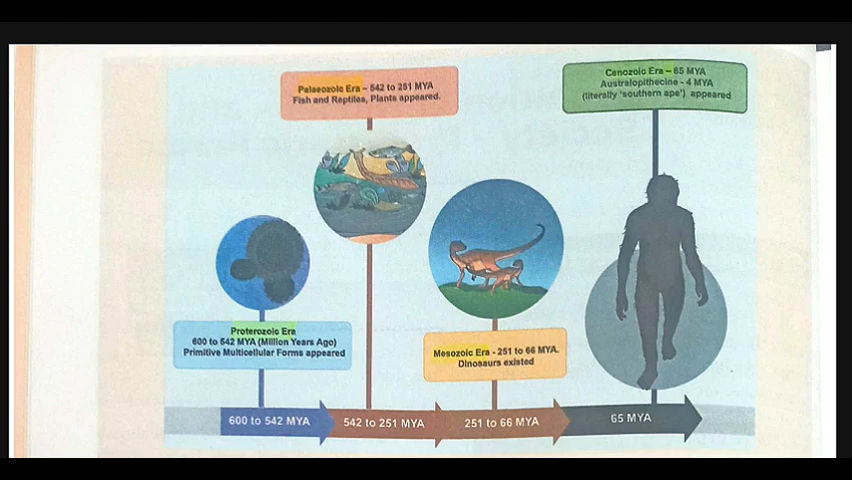 Palaeozoic Era – 542 to 251 MYA
Fish and Reptiles, Plants appeared.
Cenozoic Era – 65 MYA
Australopithecine - 4 MYA
(literally 'southern ape') appeared
Proterozoic Era
600 to 542 MYA (Million Years Ago)
Primitive Multicellular Forms appeared
Mesozoic Era - 251 to 66 MYA.
Dinosaurs existed
600 to 542 MYA
542 to 251 MYA
251 to 66 MYA
65 MYA